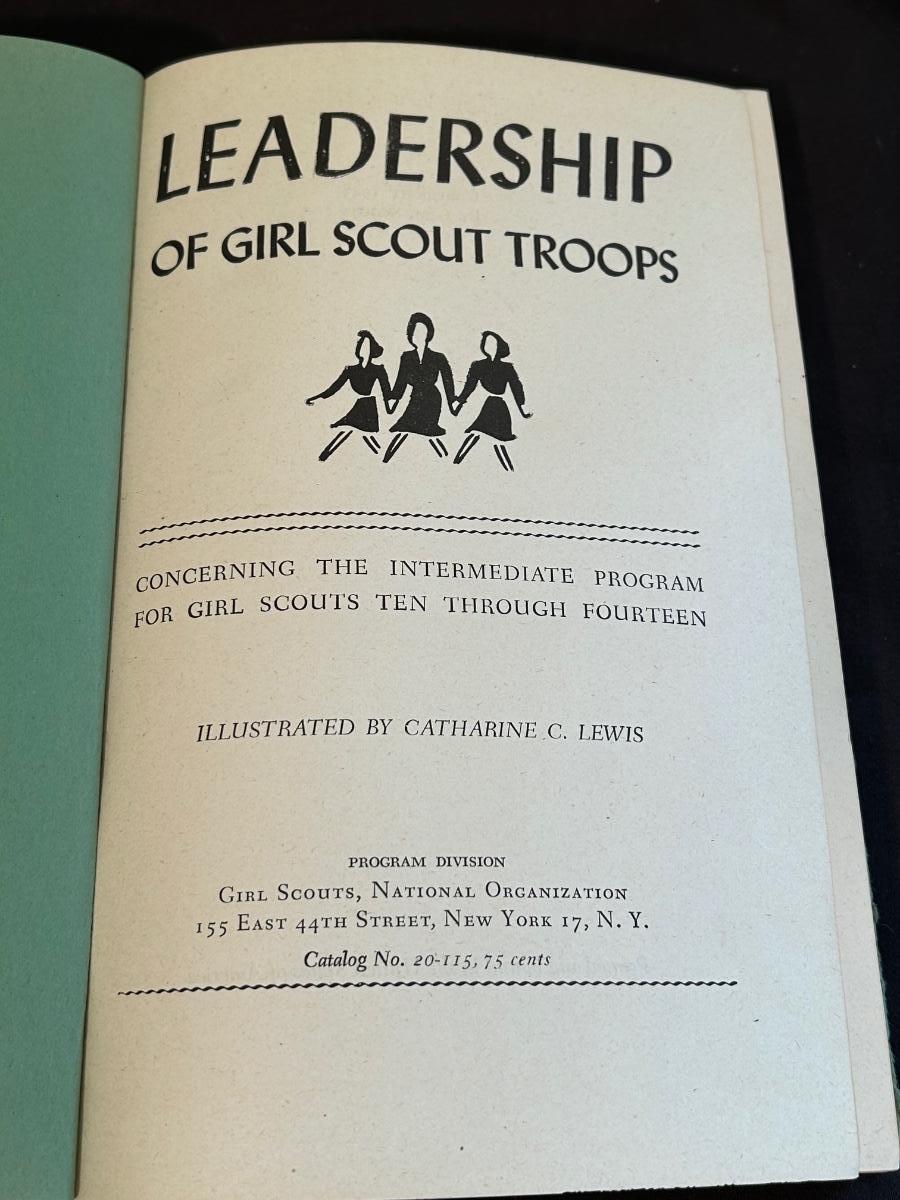 LEADERSHIP
OF GIRL SCOUT TROOPS
CONCERNING THE INTERMEDIATE PROGRAM
FOR GIRL SCOUTS TEN THROUGH FOURTEEN
ILLUSTRATED BY CATHARINE C. LEWIS
PROGRAM DIVISION
GIRL SCOUTS, NATIONAL ORGANIZATION
155 EAST 44TH STREET, NEW YORK 17, N. Y.
Catalog No. 20-115, 75 cents